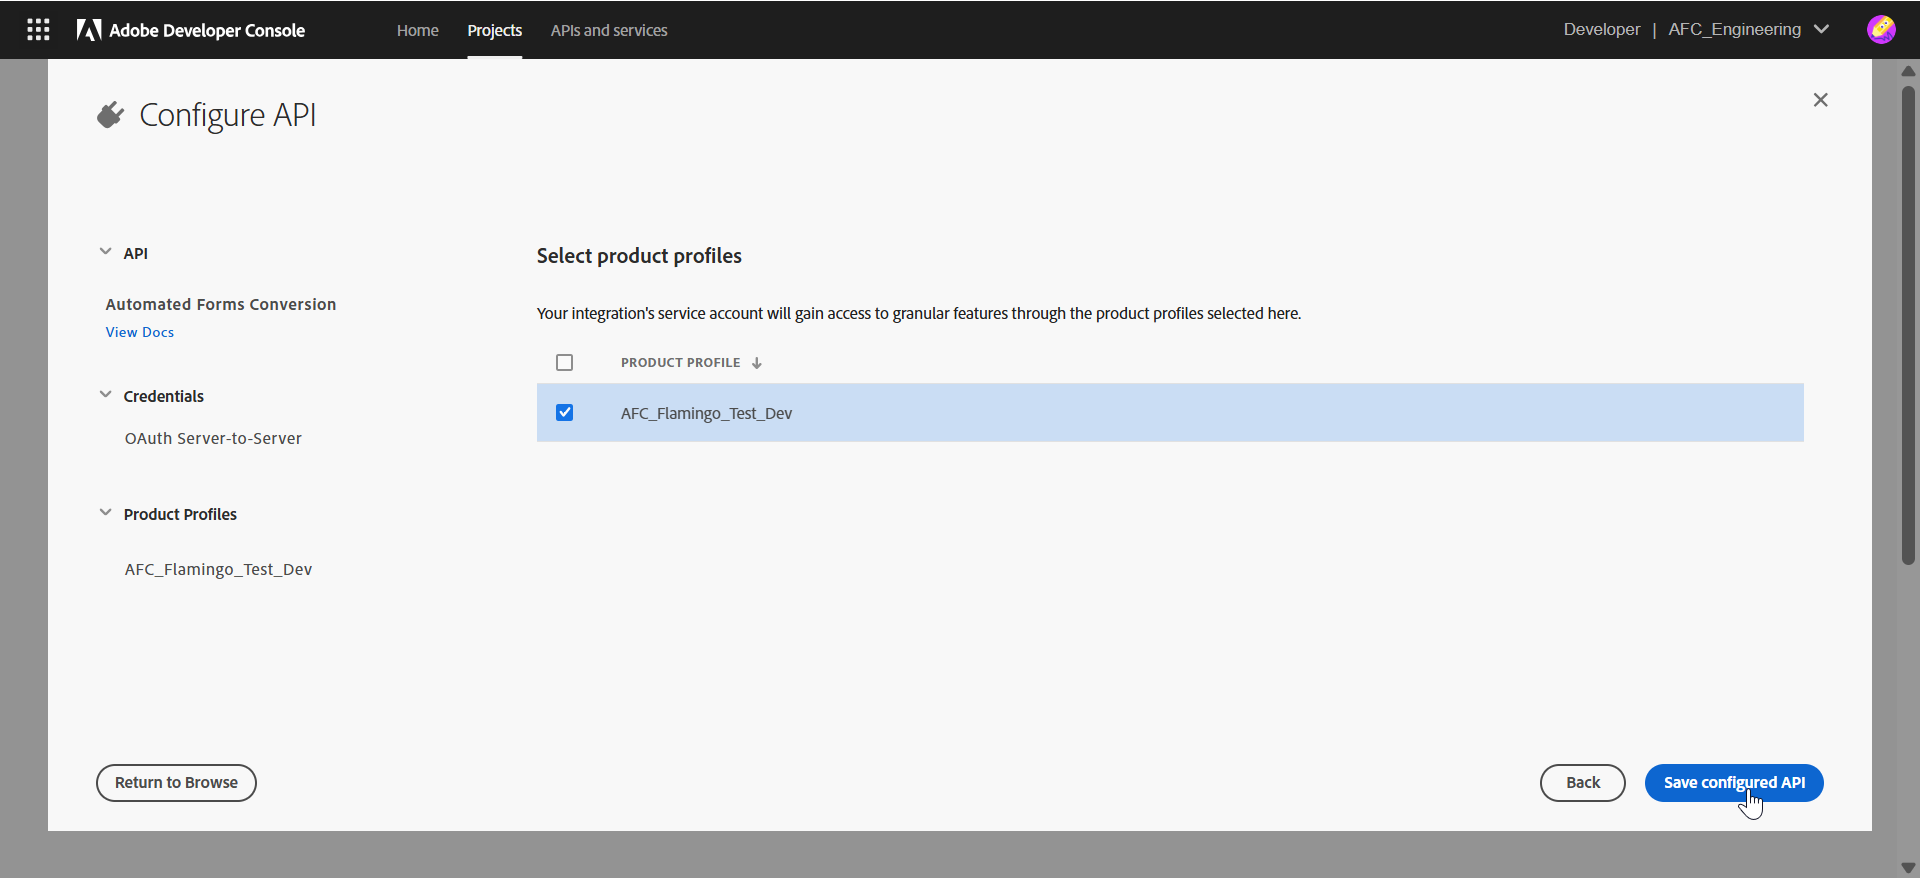 Adobe Developer Console
Home
Projects
APIs and services
Developer | AFC_Engineering
Configure API
API
Automated Forms Conversion
View Docs
Credentials
OAuth Server-to-Server
Product Profiles
AFC_Flamingo_Test_Dev
Select product profiles
Your integration's service account will gain access to granular features through the product profiles selected here.
PRODUCT PROFILE
AFC_Flamingo_Test_Dev
Return to Browse
Back
Save configured API